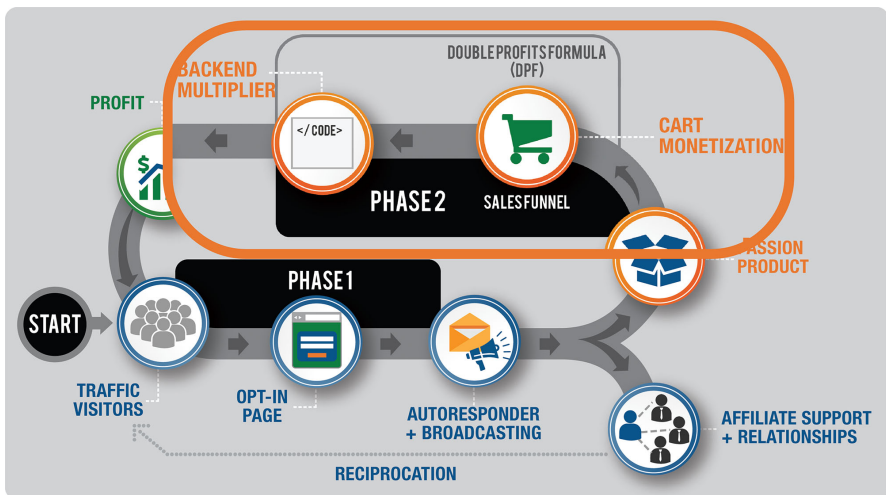 DOUBLE PROFITS FORMULA
(DPF)
BACKEND
MULTIPLIER
PROFIT
</CODE>
CART
MONETIZATION
PHASE 2
SALES FUNNEL
ASSION
PRODUCT
PHASE 1
START
TRAFFIC
VISITORS
OPT-IN
PAGE
AUTORESPONDER
+ BROADCASTING
AFFILIATE SUPPORT
+ RELATIONSHIPS
RECIPROCATION